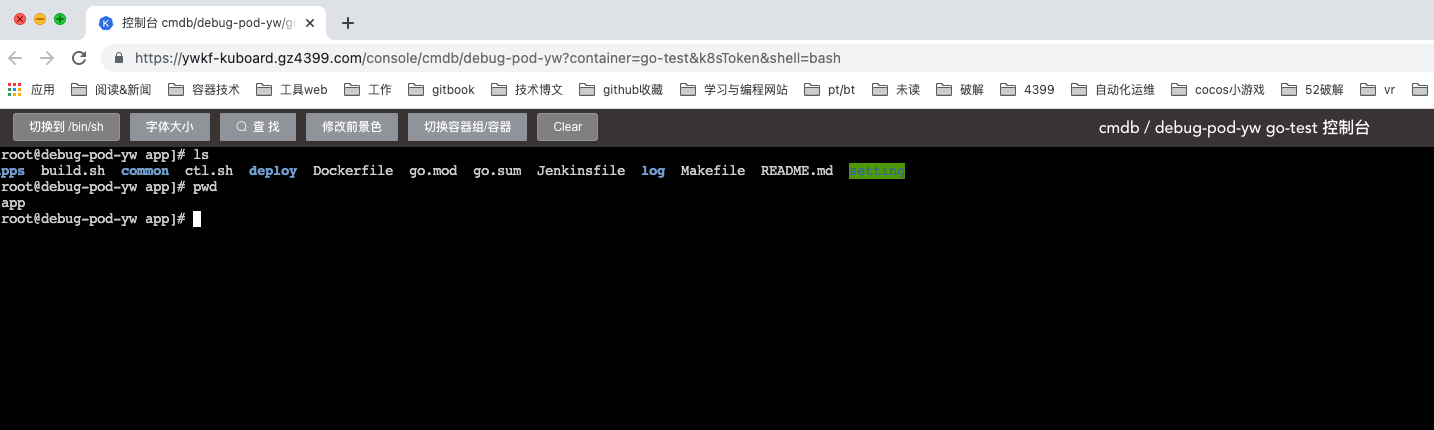 控制台 cmdb/debug-pod-yw/go
https://ywkf-kuboard.gz4399.com/console/cmdb/debug-pod-yw?container=go-test&k8sToken&shell=bash
应用 阅读&新闻 容器技术 工具web 工作 gitbook 技术博文 github收藏 学习与编程网站 pt/bt 未读 破解 4399 自动化运维 cocos小游戏 52破解 vr
切换到 /bin/sh 字体大小 查 找 修改前景色 切换容器组/容器 Clear cmdb / debug-pod-yw go-test 控制台
root@debug-pod-yw app]# ls
pps build.sh common ctl.sh deploy Dockerfile go.mod go.sum Jenkinsfile log Makefile README.md setting
root@debug-pod-yw app]# pwd
app
root@debug-pod-yw app]#